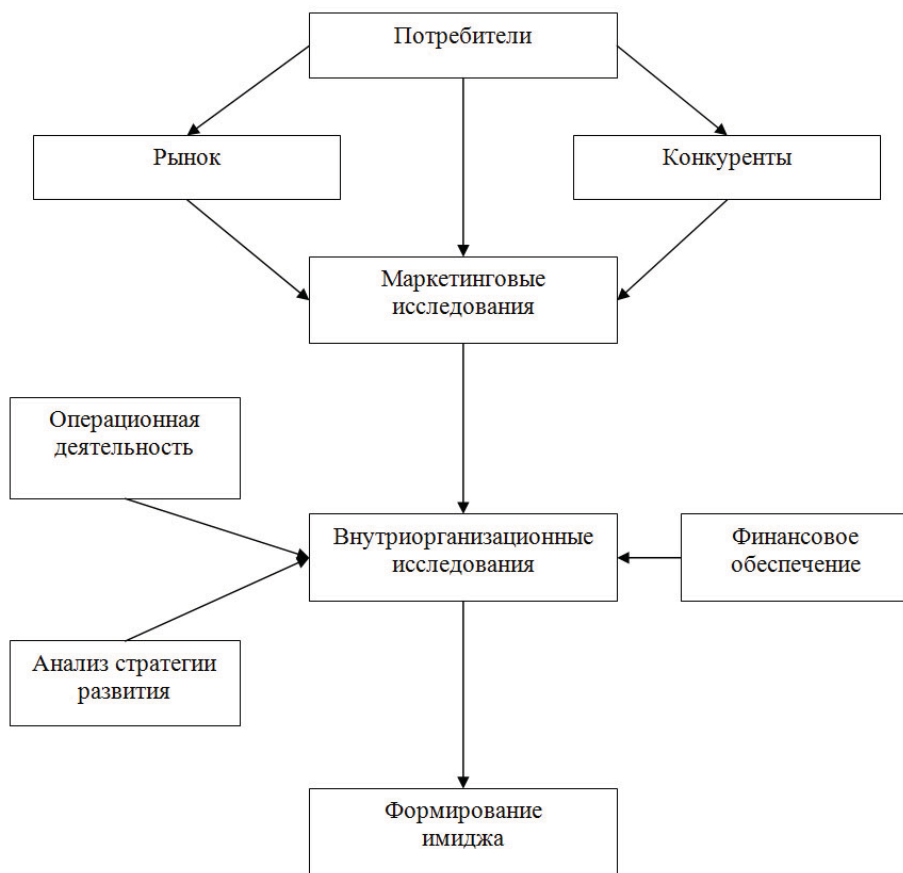 Потребители
Рынок
Конкуренты
Маркетинговые
исследования
Операционная
деятельность
Внутриорганизационные
исследования
Финансовое
обеспечение
Анализ стратегии
развития
Формирование
имиджа